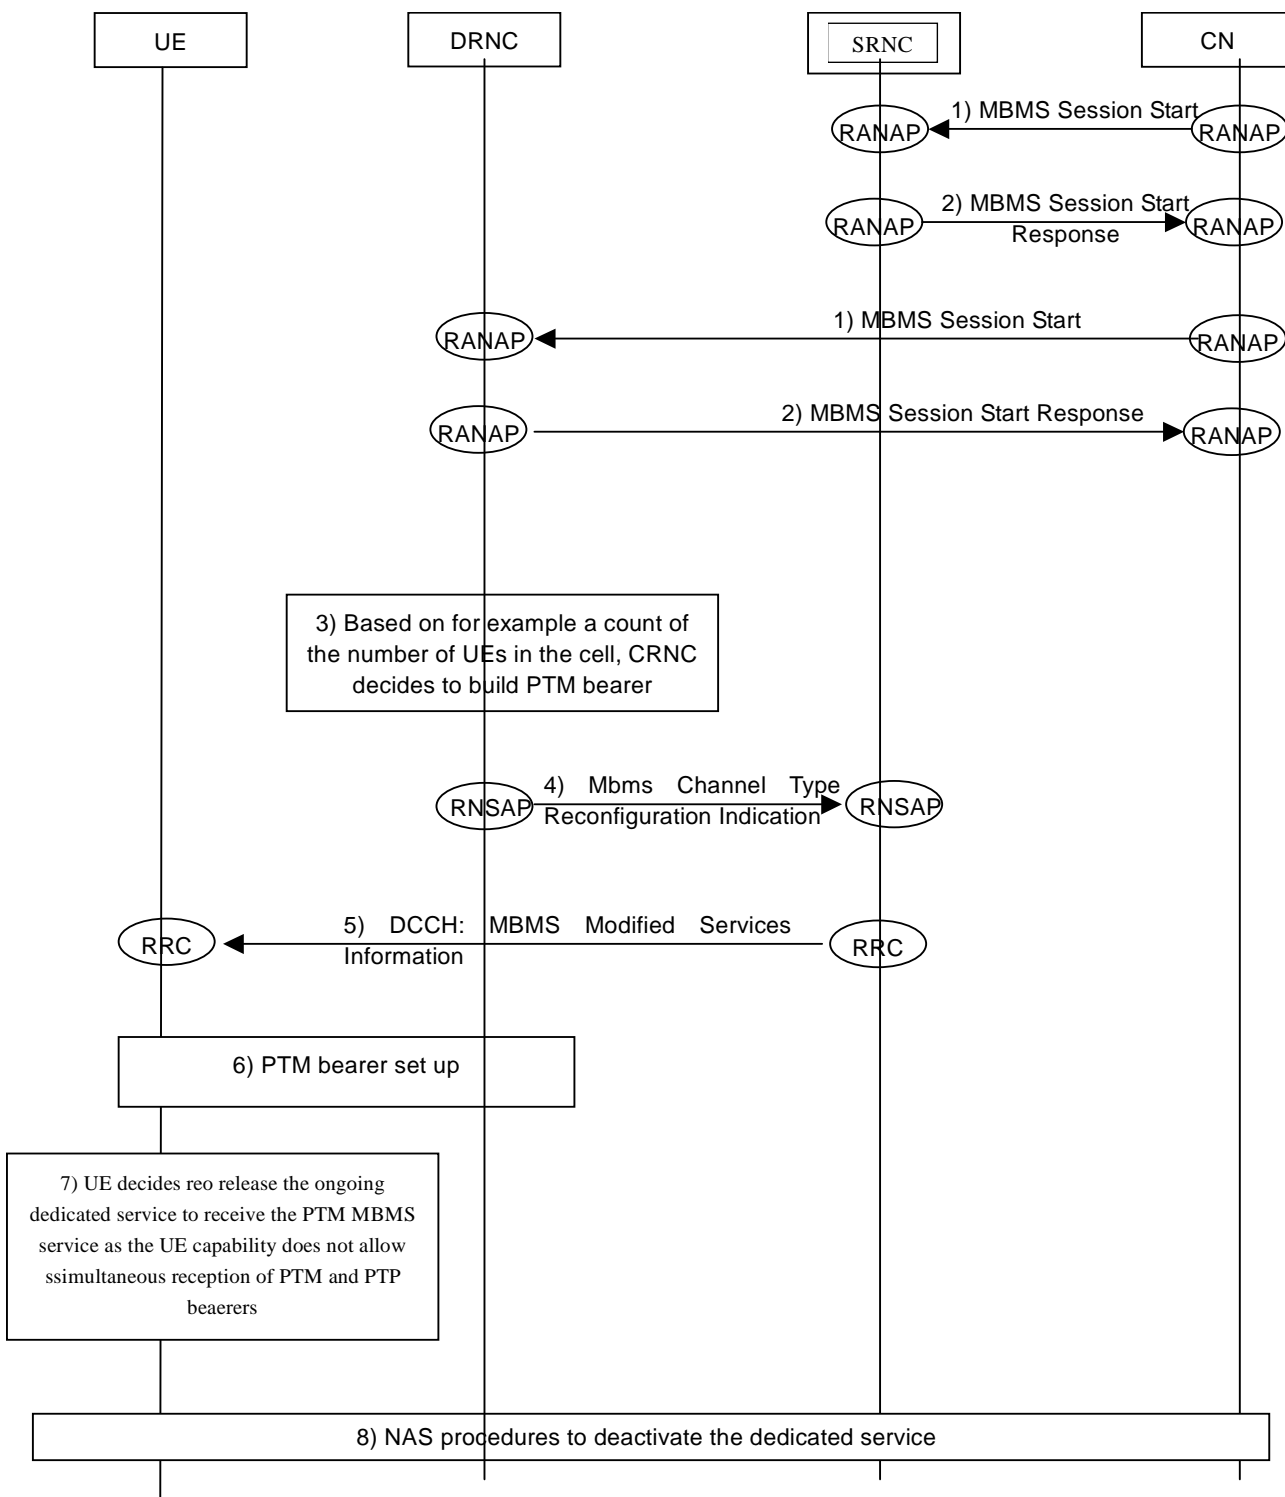 UE
DRNC
SRNC
CN
1) MBMS Session Start
RANAP
RANAP
2) MBMS Session Start
Response
RANAP
RANAP
1) MBMS Session Start
RANAP
RANAP
2) MBMS Session Start Response
RANAP
RANAP
3) Based on for example a count of
the number of UEs in the cell, CRNC
decides to build PTM bearer
4) Mbms Channel Type
Reconfiguration Indication
RNSAP
RNSAP
5) DCCH: MBMS Modified Services
Information
RRC
RRC
6) PTM bearer set up
7) UE decides reo release the ongoing
dedicated service to receive the PTM MBMS
service as the UE capability does not allow
ssimultaneous reception of PTM and PTP
beaerers
8) NAS procedures to deactivate the dedicated service